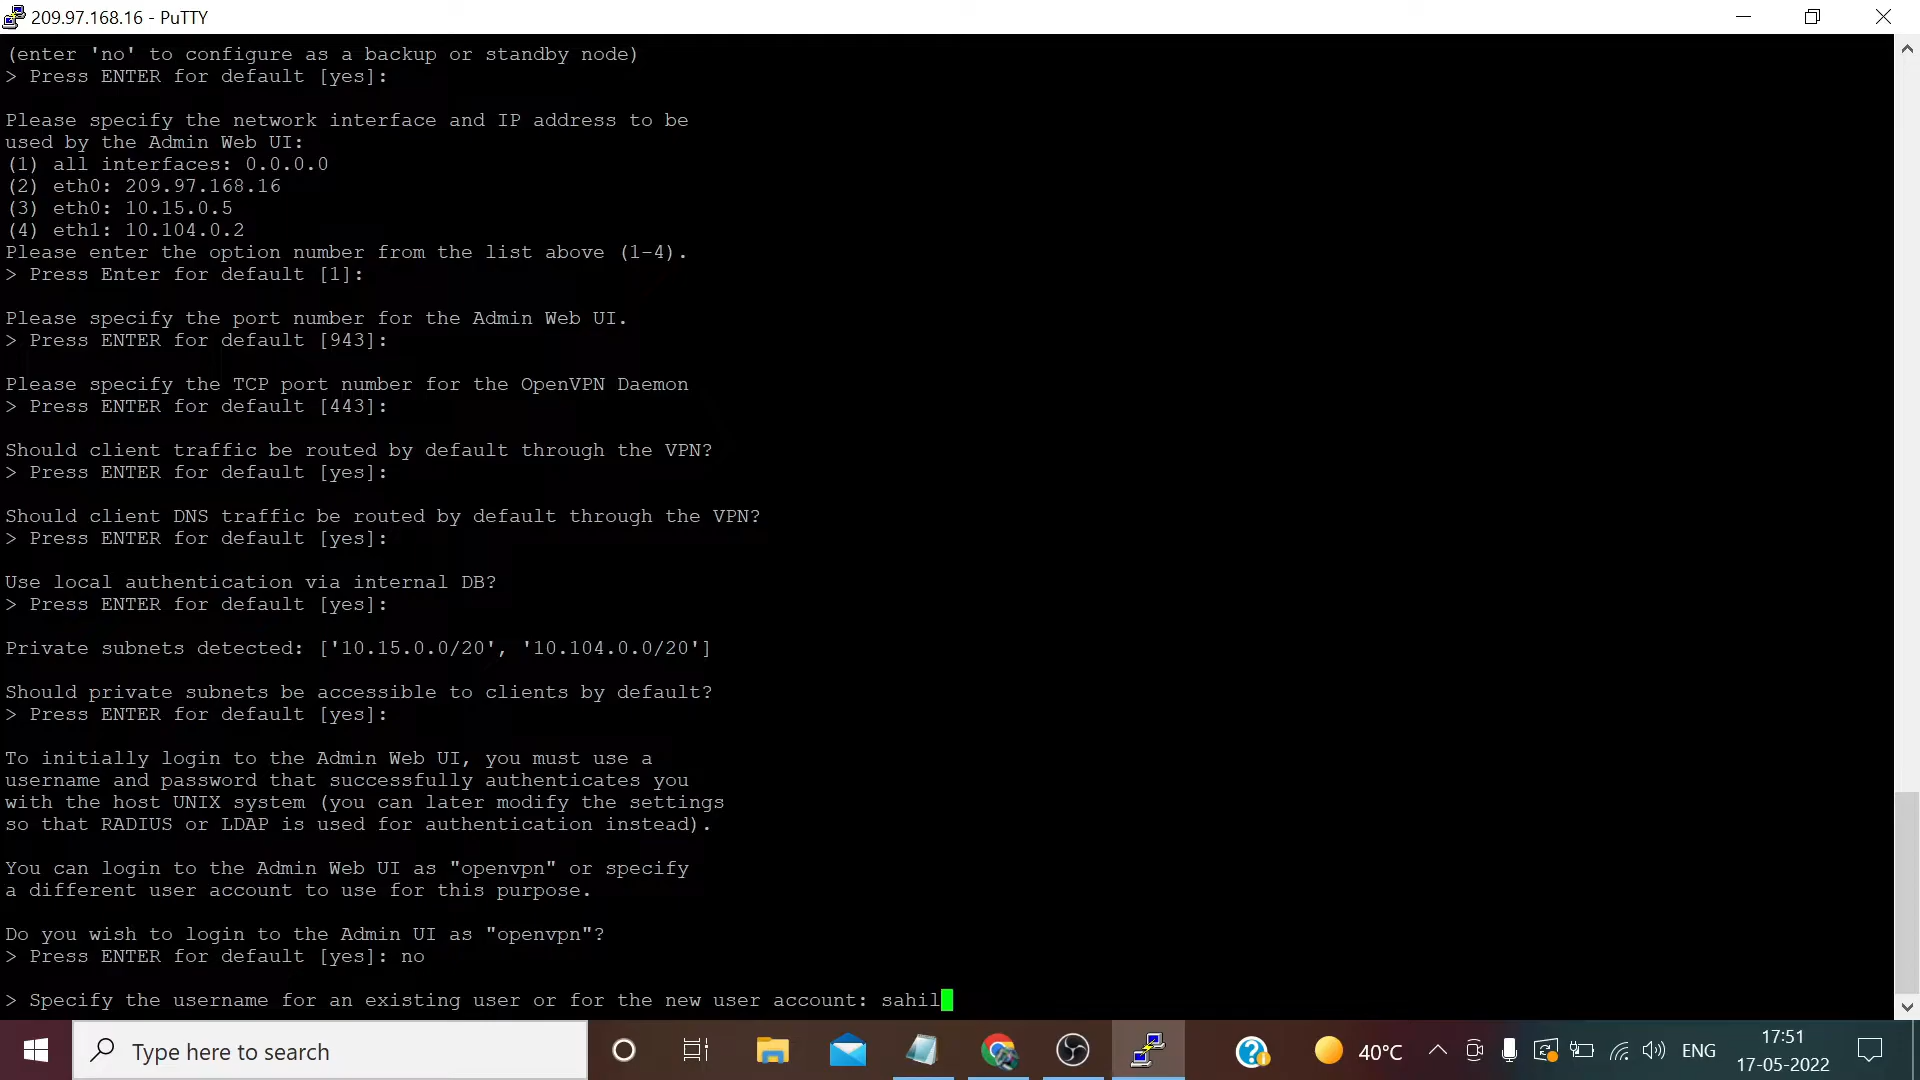 209.97.168.16 - PuTTY
(enter 'no' to configure as a backup or standby node)
> Press ENTER for default [yes]:
Please specify the network interface and IP address to be
used by the Admin Web UI:
(1) all interfaces: 0.0.0.0
(2) eth0: 209.97.168.16
(3) eth0: 10.15.0.5
(4) eth1: 10.104.0.2
Please enter the option number from the list above (1-4).
> Press Enter for default [1]:
Please specify the port number for the Admin Web UI.
> Press ENTER for default [943]:
Please specify the TCP port number for the OpenVPN Daemon
> Press ENTER for default [443]:
Should client traffic be routed by default through the VPN?
> Press ENTER for default [yes]:
Should client DNS traffic be routed by default through the VPN?
> Press ENTER for default [yes]:
Use local authentication via internal DB?
> Press ENTER for default [yes]:
Private subnets detected: ['10.15.0.0/20', '10.104.0.0/20']
Should private subnets be accessible to clients by default?
> Press ENTER for default [yes]:
To initially login to the Admin Web UI, you must use a
username and password that successfully authenticates you
with the host UNIX system (you can later modify the settings
so that RADIUS or LDAP is used for authentication instead).
You can login to the Admin Web UI as "openvpn" or specify
a different user account to use for this purpose.
Do you wish to login to the Admin UI as "openvpn"?
> Press ENTER for default [yes]: no
> Specify the username for an existing user or for the new user account: sahil
Type here to search
40°C
ENG
17:51
17-05-2022